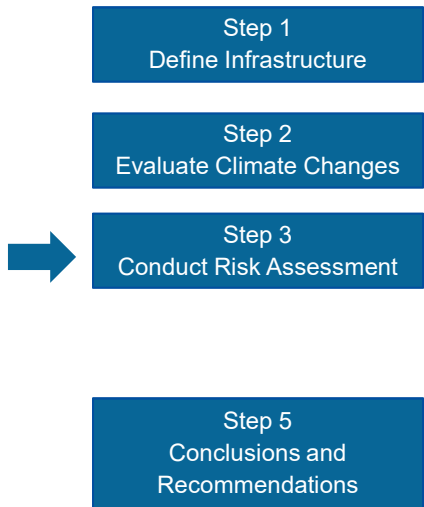 Step 1
Define Infrastructure
Step 2
Evaluate Climate Changes
Step 3
Conduct Risk Assessment
Step 5
Conclusions and
Recommendations